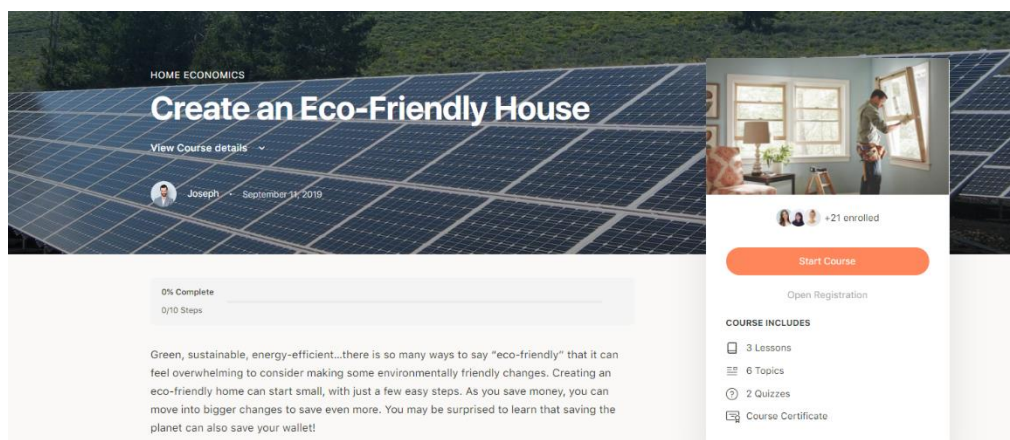 HOME ECONOMICS
Create an Eco-Friendly House
View Course details
Joseph · September 11, 2019
+21 enrolled
Start Course
Open Registration
COURSE INCLUDES
3 Lessons
6 Topics
2 Quizzes
Course Certificate
0% Complete
0/10 Steps
Green, sustainable, energy-efficient...there is so many ways to say “eco-friendly” that it can
feel overwhelming to consider making some environmentally friendly changes. Creating an
eco-friendly home can start small, with just a few easy steps. As you save money, you can
move into bigger changes to save even more. You may be surprised to learn that saving the
planet can also save your wallet!